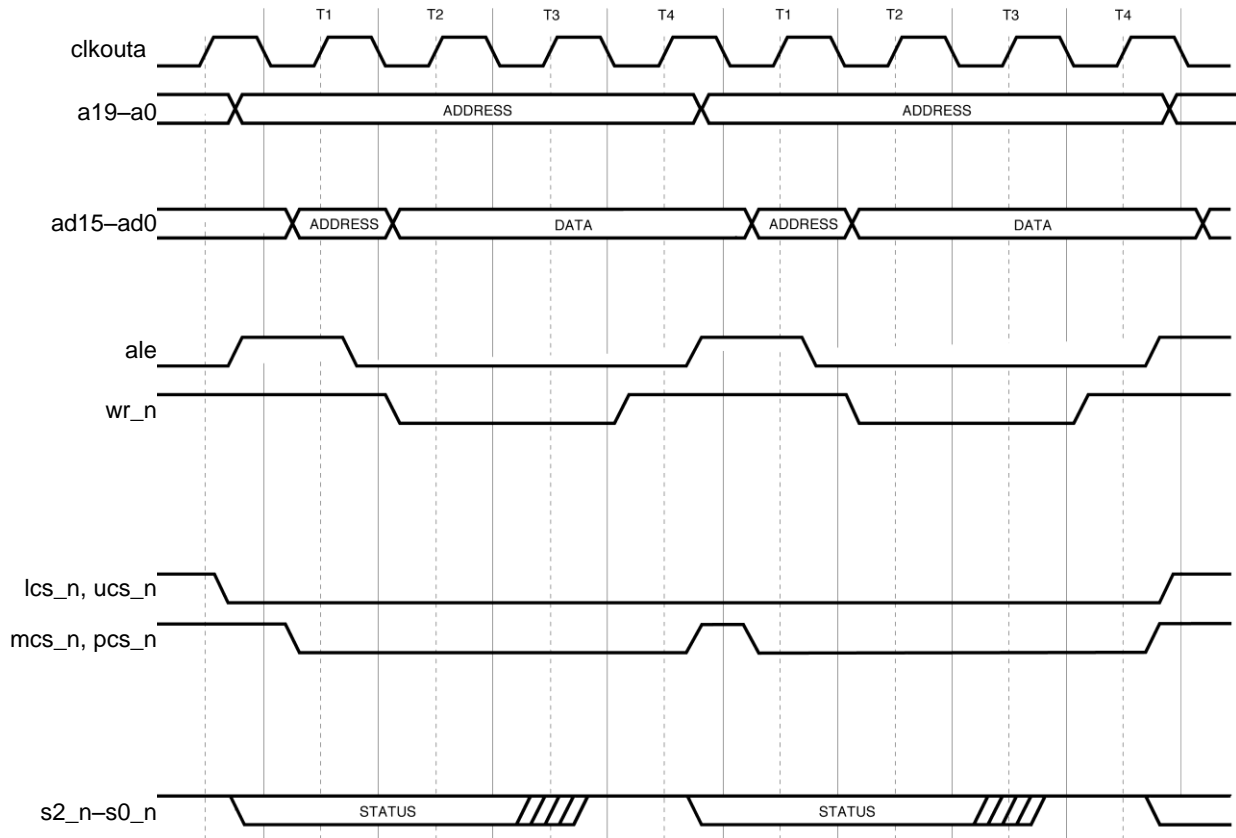 T1 T2 T3 T4 T1 T2 T3 T4
clkouta
a19–a0 ADDRESS ADDRESS
ad15–ad0 ADDRESS DATA ADDRESS DATA
ale
wr_n
lcs_n, ucs_n
mcs_n, pcs_n
s2_n–s0_n STATUS STATUS